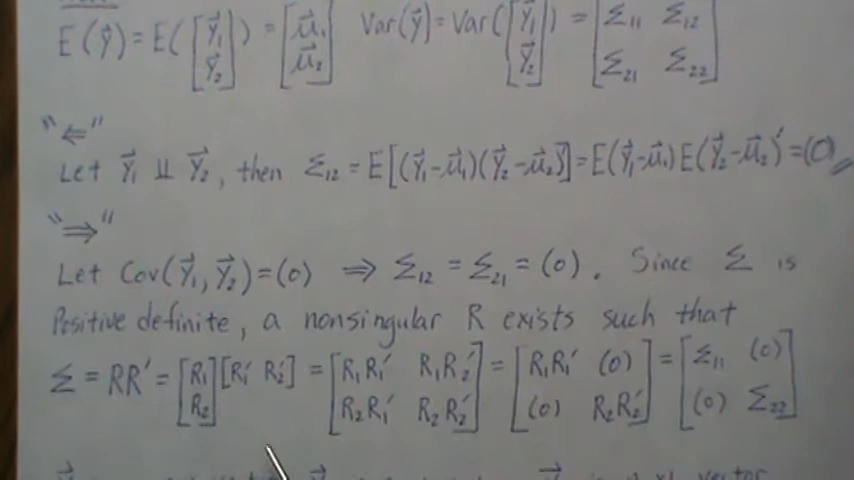 E(Y⃗) = E([Y⃗₁ Y⃗₂]) = [μ⃗₁ μ⃗₂] Var(Y⃗) = Var([Y⃗₁ Y⃗₂]) = [Σ₁₁ Σ₁₂ Σ₂₁ Σ₂₂]
"⇐"
Let Y⃗₁ ⫫ Y⃗₂, then Σ₁₂ = E[(Y⃗₁-μ⃗₁)(Y⃗₂-μ⃗₂)'] = E(Y⃗₁-μ⃗₁) E(Y⃗₂-μ⃗₂)' = (0)
"⇒"
Let Cov(Y⃗₁, Y⃗₂) = (0) ⇒ Σ₁₂ = Σ₂₁ = (0). Since Σ is
Positive definite, a nonsingular R exists such that
Σ = RR' = [R₁ R₂][R₁' R₂'] = [R₁R₁' R₁R₂' R₂R₁' R₂R₂'] = [R₁R₁' (0) (0) R₂R₂'] = [Σ₁₁ (0) (0) Σ₂₂]
vector